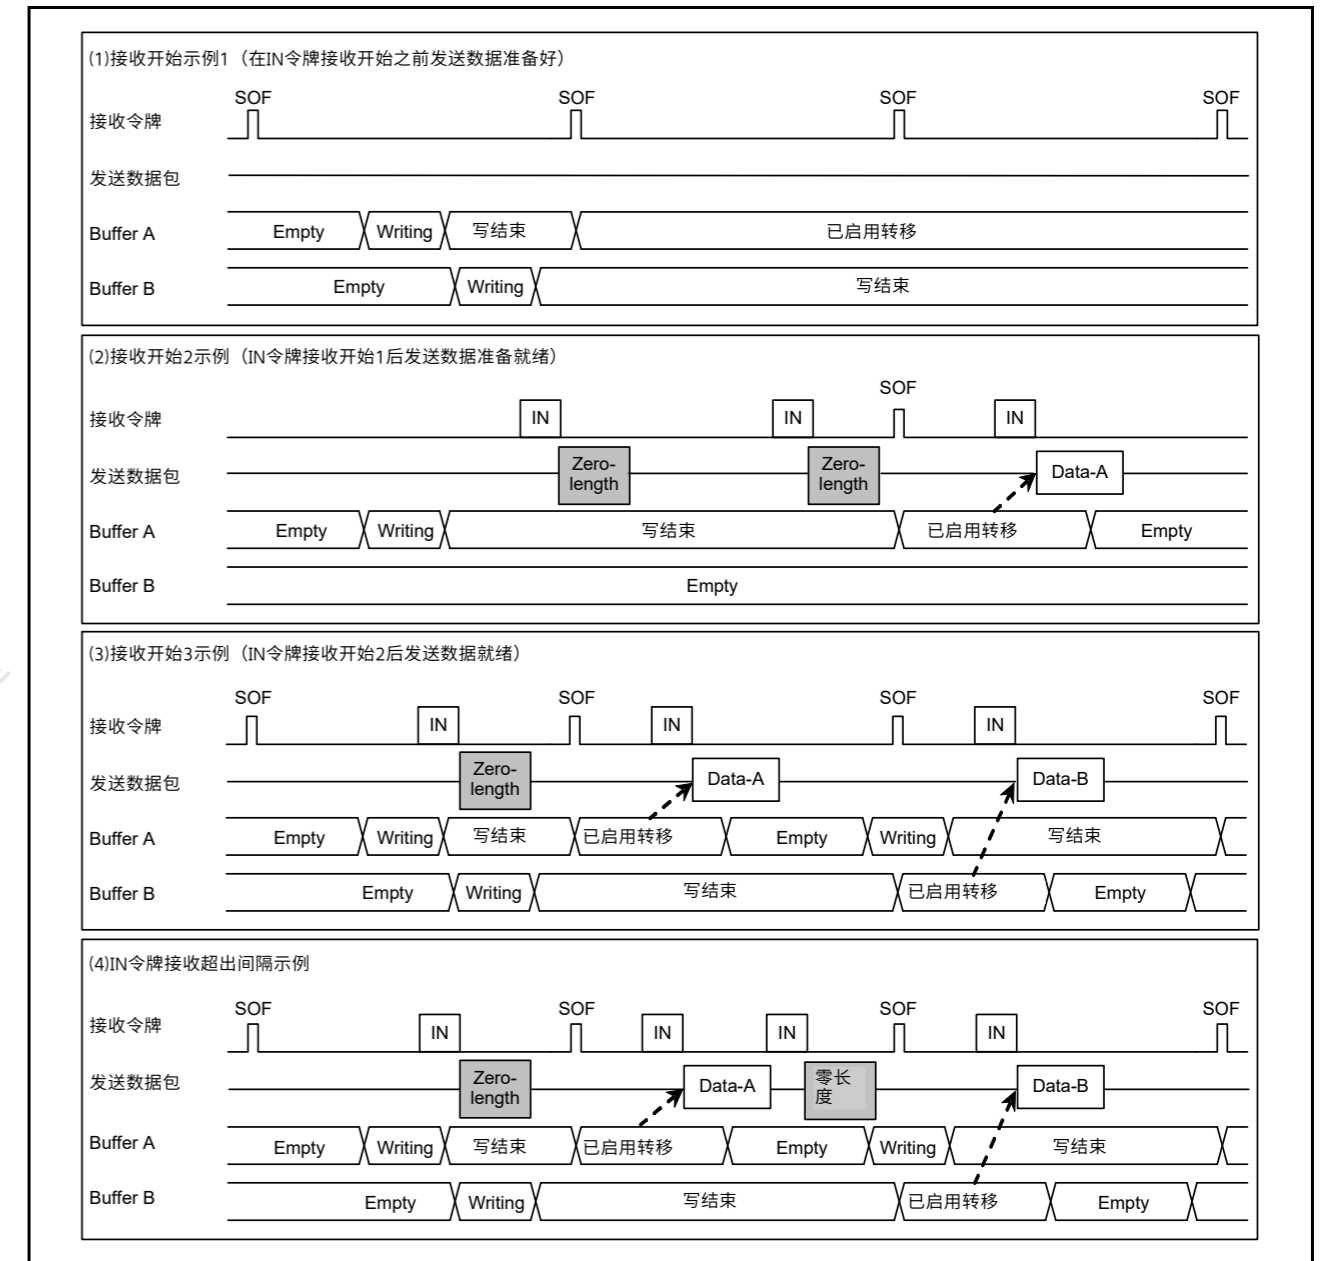 (1)接收开始示例1（在IN令牌接收开始之前发送数据准备好）
SOF SOF SOF SOF
接收令牌
发送数据包
Buffer A Empty Writing 写结束 已启用转移
Buffer B Empty Writing 写结束
(2)接收开始2示例（IN令牌接收开始1后发送数据准备就绪）
SOF
接收令牌 IN IN IN
发送数据包 Zero-length Zero-length Data-A
Buffer A Empty Writing 写结束 已启用转移 Empty
Buffer B Empty
(3)接收开始3示例（IN令牌接收开始2后发送数据就绪）
SOF SOF SOF SOF
接收令牌 IN IN IN
发送数据包 Zero-length Data-A Data-B
Buffer A Empty Writing 写结束 已启用转移 Empty Writing 写结束
Buffer B Empty Writing 写结束 已启用转移 Empty
(4)IN令牌接收超出间隔示例
SOF SOF SOF SOF
接收令牌 IN IN IN IN
发送数据包 Zero-length Data-A 零长度 Data-B
Buffer A Empty Writing 写结束 已启用转移 Empty Writing 写结束
Buffer B Empty Writing 写结束 已启用转移 Empty